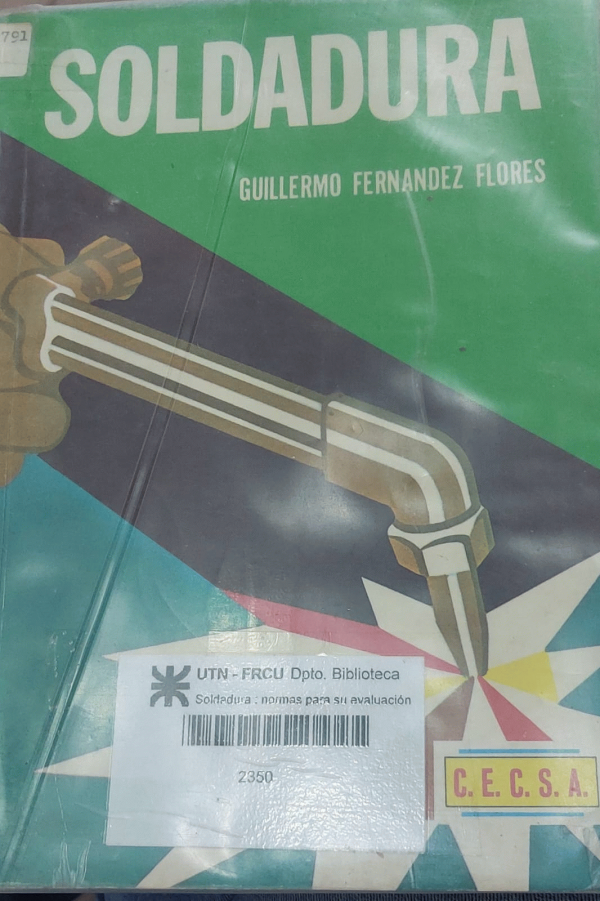 791
SOLDADURA
GUILLERMO FERNANDEZ FLORES
UTN - FRCU Dpto. Biblioteca
Soldadura : normas para su evaluación
2350
C. E. C. S. A.